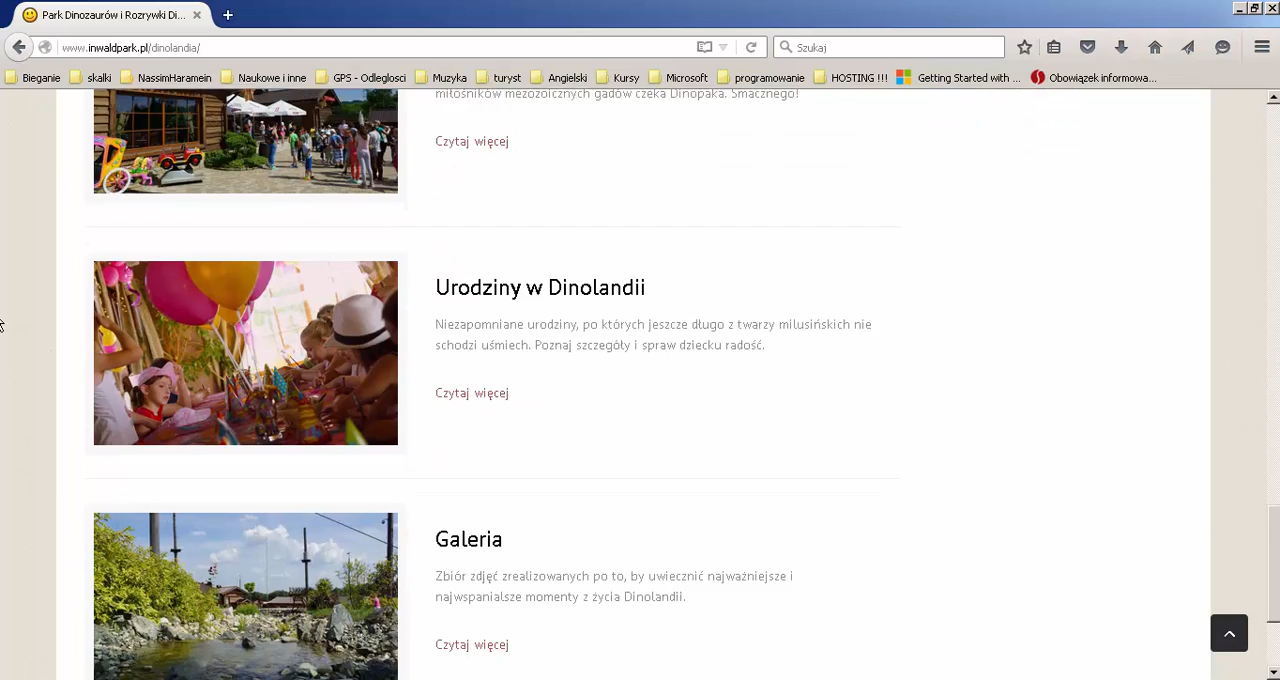 Park Dinozaurów i Rozrywki Di...
www.inwaldpark.pl/dinolandia/
Szukaj
Bieganie skalki NassimHaramein Naukowe i inne GPS - Odleglosci Muzyka turyst Angielski Kursy Microsoft programowanie HOSTING !!! Getting Started with ... Obowiązek informowa...
miłośników mezozoicznych gadów czeka Dinopaka. Smacznego!
Czytaj więcej
Urodziny w Dinolandii
Niezapomniane urodziny, po których jeszcze długo z twarzy milusińskich nie
schodzi uśmiech. Poznaj szczegóły i spraw dziecku radość.
Czytaj więcej
Galeria
Zbiór zdjęć zrealizowanych po to, by uwiecznić najważniejsze i
najwspanialsze momenty z życia Dinolandii.
Czytaj więcej